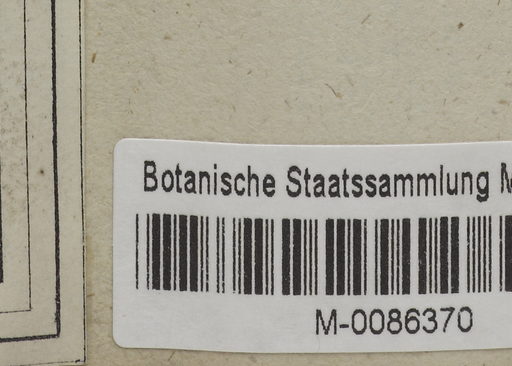 Botanische Staatssammlung
M-0086370